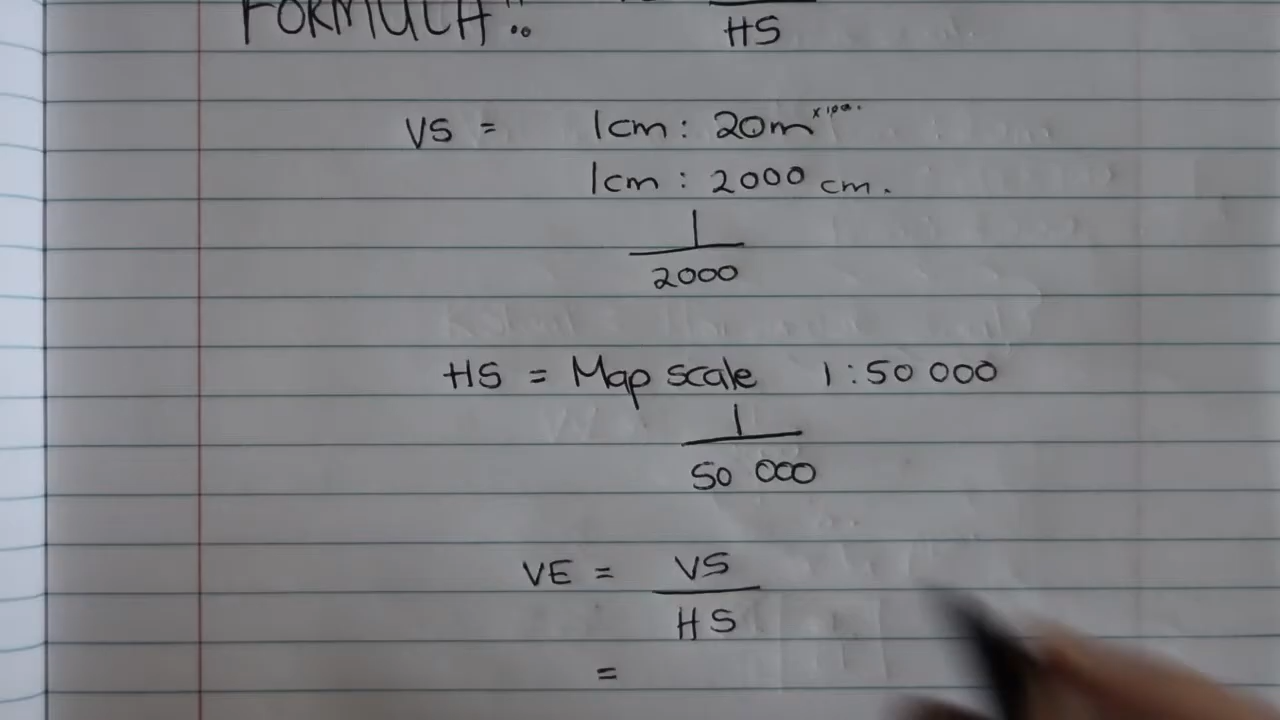 FORMULA!! ..
HS
VS = 1cm : 20m x100.
1cm : 2000 cm.
1
2000
HS = Map scale 1 : 50 000
1
50 000
VE = VS
HS
=